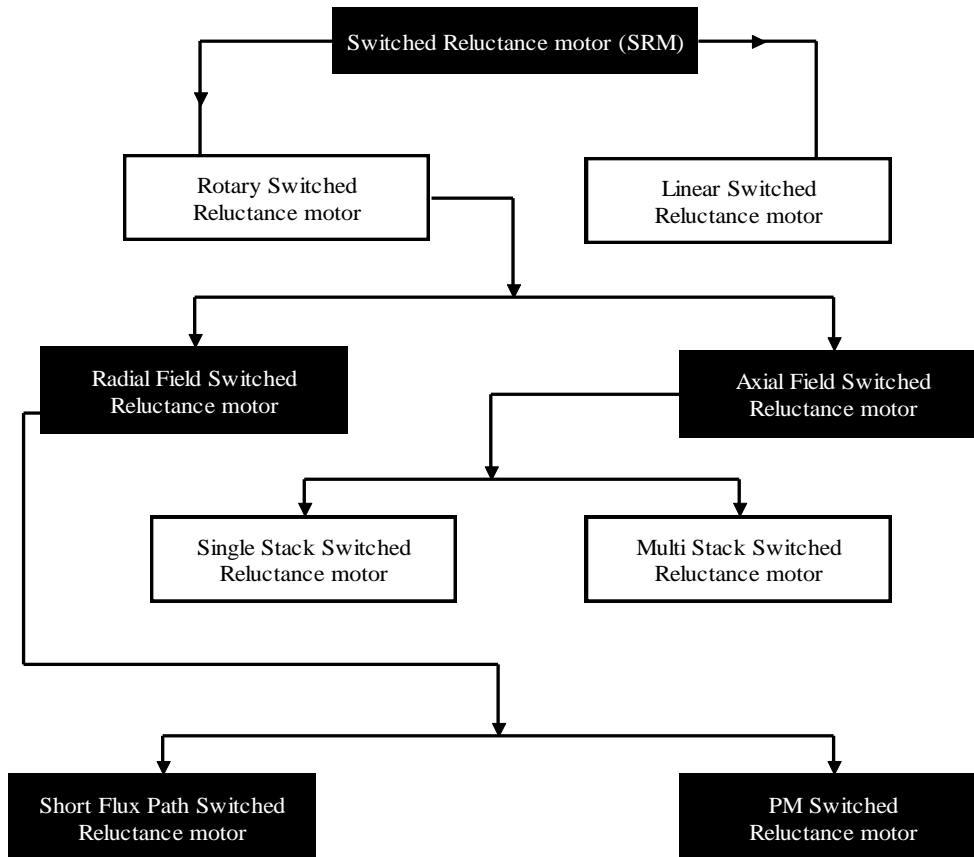 Switched Reluctance motor (SRM)
Rotary Switched
Reluctance motor
Linear Switched
Reluctance motor
Radial Field Switched
Reluctance motor
Axial Field Switched
Reluctance motor
Single Stack Switched
Reluctance motor
Multi Stack Switched
Reluctance motor
Short Flux Path Switched
Reluctance motor
PM Switched
Reluctance motor